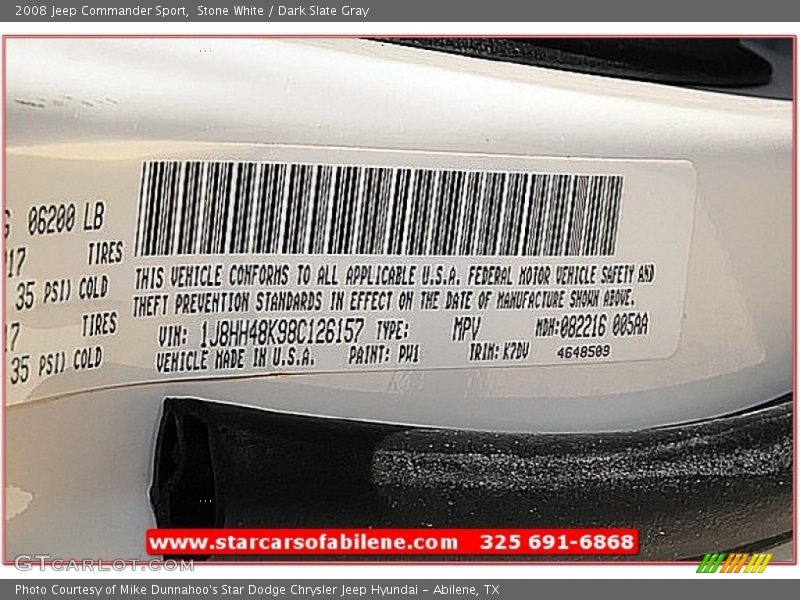 2008 Jeep Commander Sport, Stone White / Dark Slate Gray
06200 LB
17 TIRES
35 PSI) COLD
TIRES
35 PSI) COLD
THIS VEHICLE CONFORMS TO ALL APPLICABLE U.S.A. FEDERAL MOTOR VEHICLE SAFETY AND
THEFT PREVENTION STANDARDS IN EFFECT ON THE DATE OF MANUFACTURE SHOWN ABOVE.
VIN: 1J8HH48K98C126157 TYPE: MPV MDH:082216 005AA
VEHICLE MADE IN U.S.A. PAINT: PW1 TRIM: K7DV 4648509
www.starcarsofabilene.com 325 691-6868
GTCARLOT.COM
Photo Courtesy of Mike Dunnahoo's Star Dodge Chrysler Jeep Hyundai - Abilene, TX